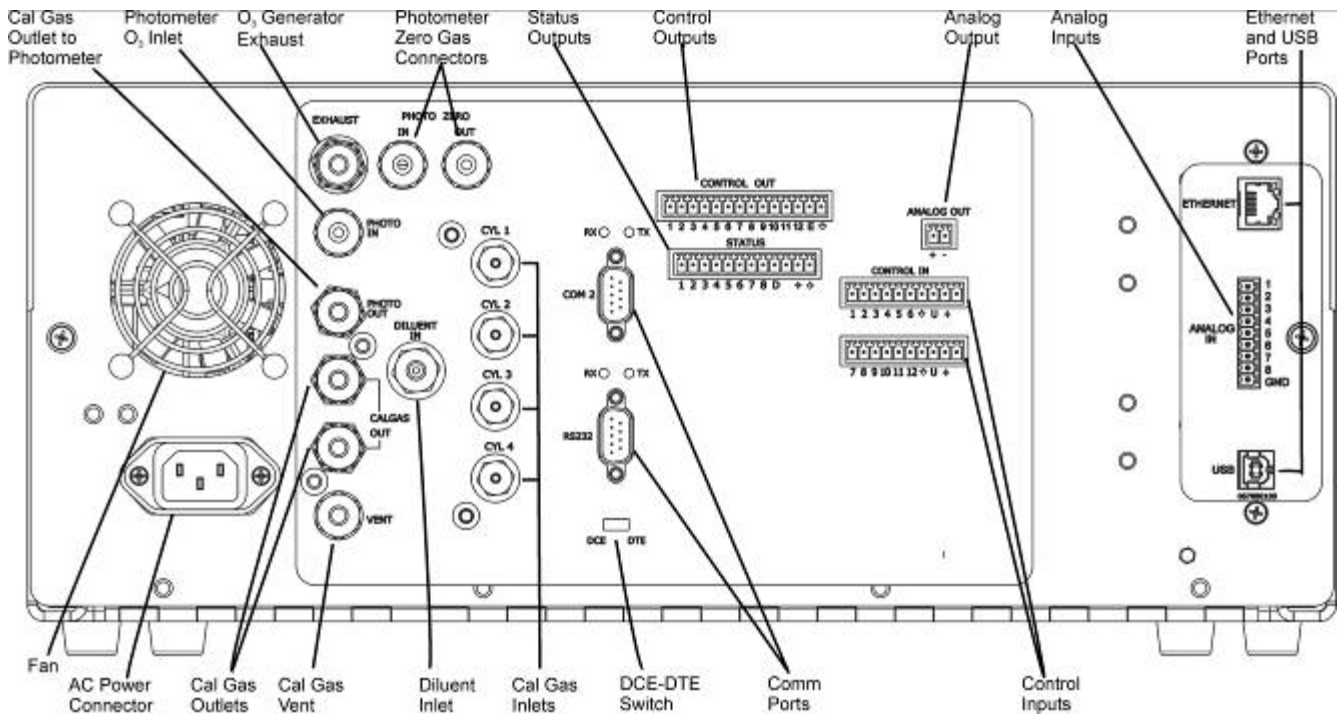 Cal Gas
Outlet to
Photometer
Photometer
O₃ Inlet
O₃ Generator
Exhaust
Photometer
Zero Gas
Connectors
Status
Outputs
Control
Outputs
Analog
Output
Analog
Inputs
Ethernet
and USB
Ports
EXHAUST
PHOTO ZERO
IN OUT
PHOTO
IN
PHOTO
OUT
DILUENT
IN
CALGAS
OUT
VENT
CYL 1
CYL 2
CYL 3
CYL 4
CONTROL OUT
1 2 3 4 5 6 7 8 9 10 11 12 E
STATUS
1 2 3 4 5 6 7 8 D
RX TX
COM 2
RX TX
RS232
DCE DTE
ANALOG OUT
+ -
CONTROL IN
1 2 3 4 5 6 U +
7 8 9 10 11 12 U +
ETHERNET
ANALOG
IN
1
2
3
4
5
6
7
8
GND
USB
Fan
AC Power
Connector
Cal Gas
Outlets
Cal Gas
Vent
Diluent
Inlet
Cal Gas
Inlets
DCE-DTE
Switch
Comm
Ports
Control
Inputs